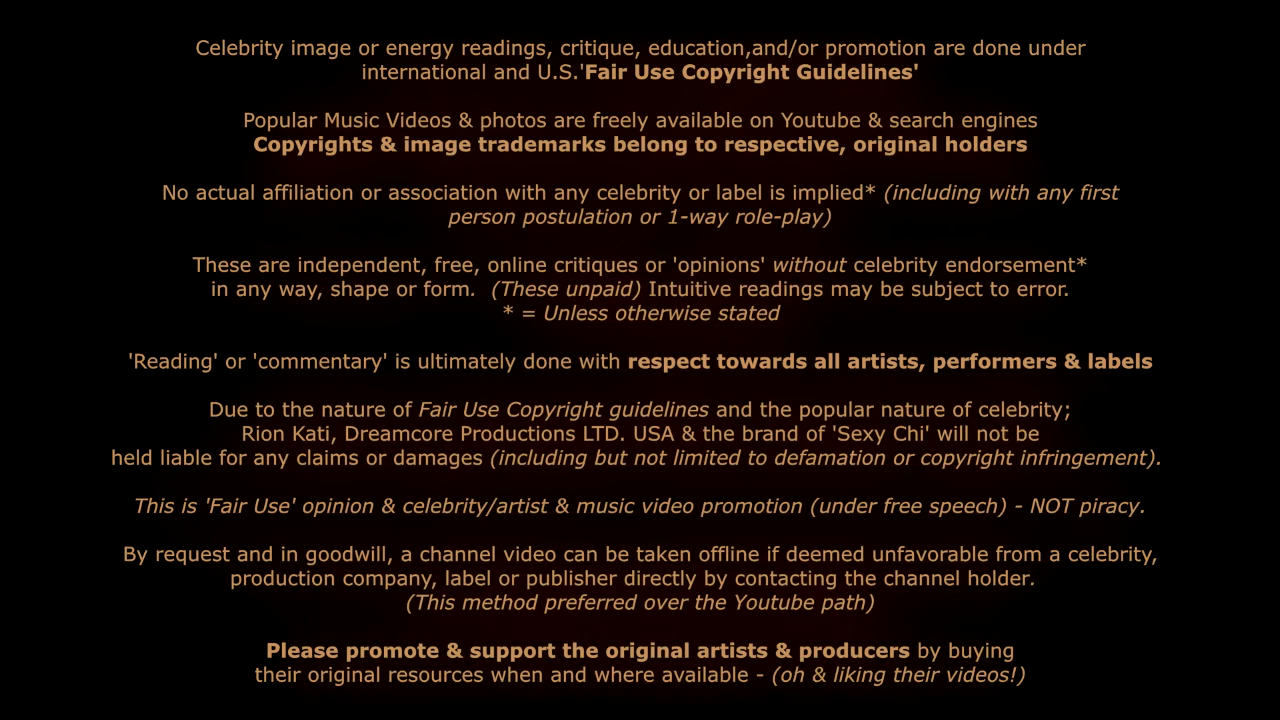 Celebrity image or energy readings, critique, education,and/or promotion are done under
international and U.S.'Fair Use Copyright Guidelines'
Popular Music Videos & photos are freely available on Youtube & search engines
Copyrights & image trademarks belong to respective, original holders
No actual affiliation or association with any celebrity or label is implied* (including with any first
person postulation or 1-way role-play)
These are independent, free, online critiques or 'opinions' without celebrity endorsement*
in any way, shape or form.  (These unpaid) Intuitive readings may be subject to error.
* = Unless otherwise stated
'Reading' or 'commentary' is ultimately done with respect towards all artists, performers & labels
Due to the nature of Fair Use Copyright guidelines and the popular nature of celebrity;
Rion Kati, Dreamcore Productions LTD. USA & the brand of 'Sexy Chi' will not be
held liable for any claims or damages (including but not limited to defamation or copyright infringement).
This is 'Fair Use' opinion & celebrity/artist & music video promotion (under free speech) - NOT piracy.
By request and in goodwill, a channel video can be taken offline if deemed unfavorable from a celebrity,
production company, label or publisher directly by contacting the channel holder.
(This method preferred over the Youtube path)
Please promote & support the original artists & producers by buying
their original resources when and where available - (oh & liking their videos!)